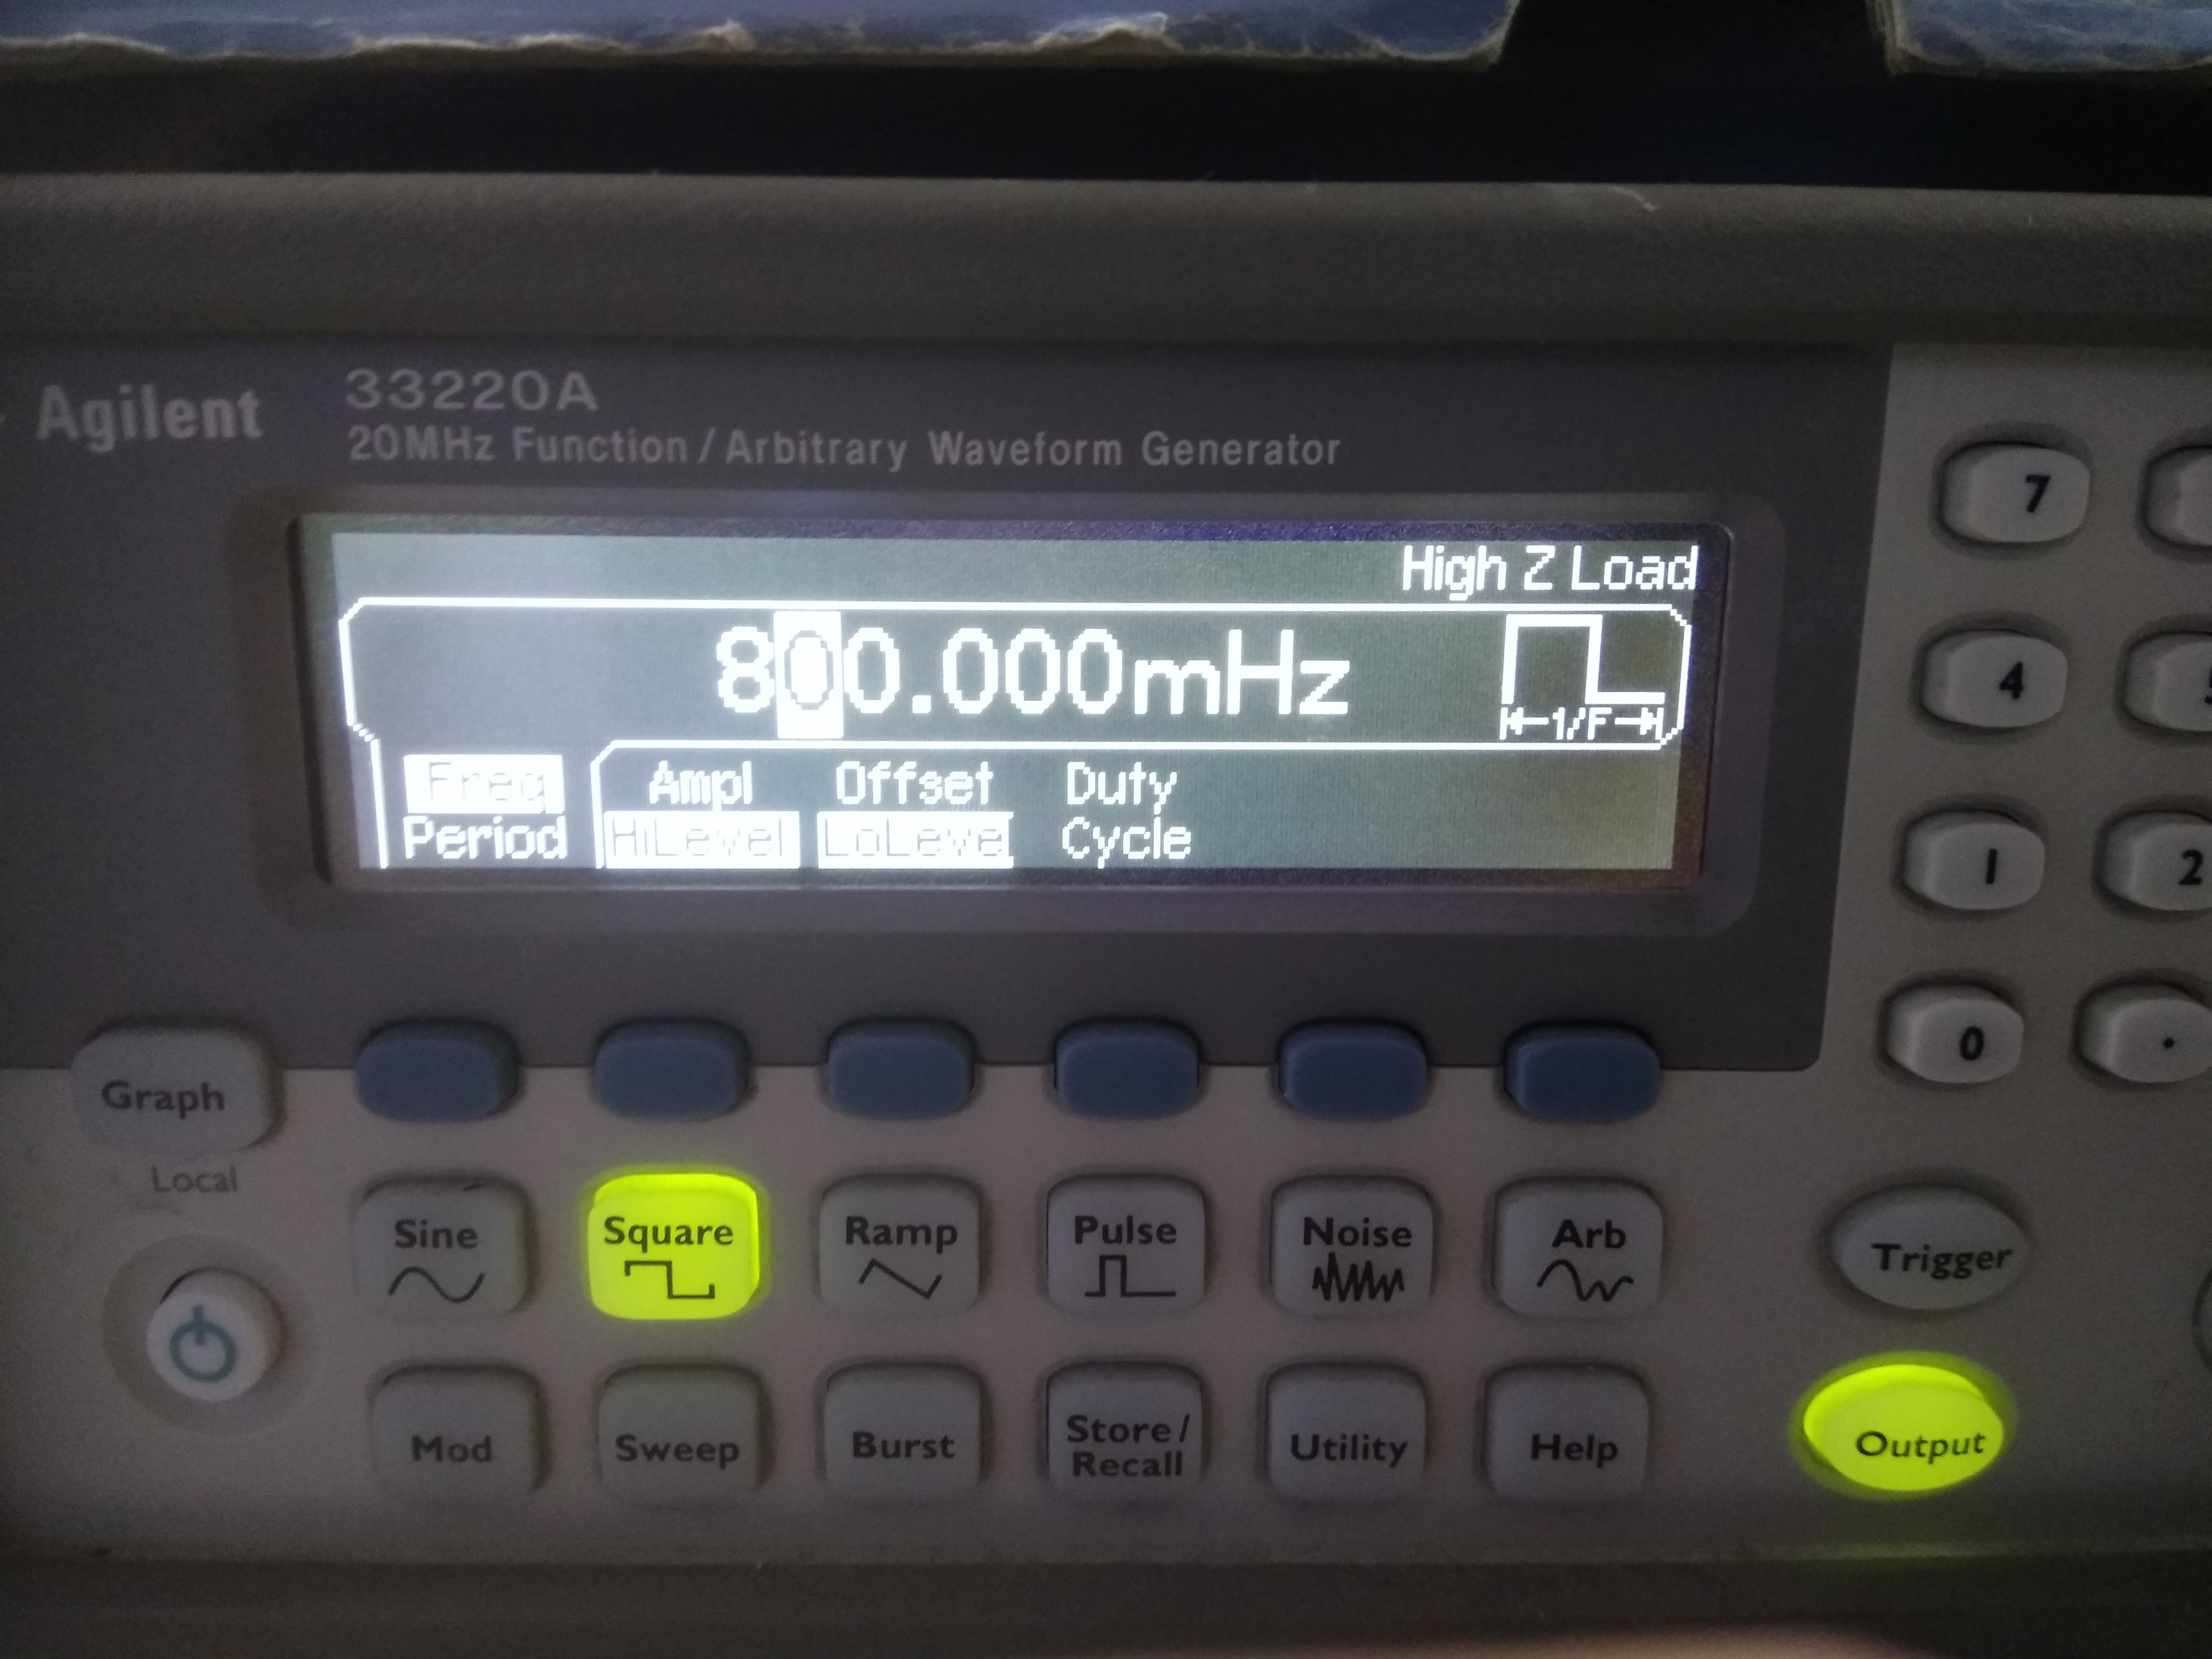 Agilent
33220A
20MHz Function / Arbitrary Waveform Generator
High Z Load
800.000mHz
1/F
Freq
Period
Ampl
HiLevel
Offset
LoLevel
Duty
Cycle
7
4
1
2
0
.
Graph
Local
Sine
Square
Ramp
Pulse
Noise
Arb
Trigger
Mod
Sweep
Burst
Store/
Recall
Utility
Help
Output